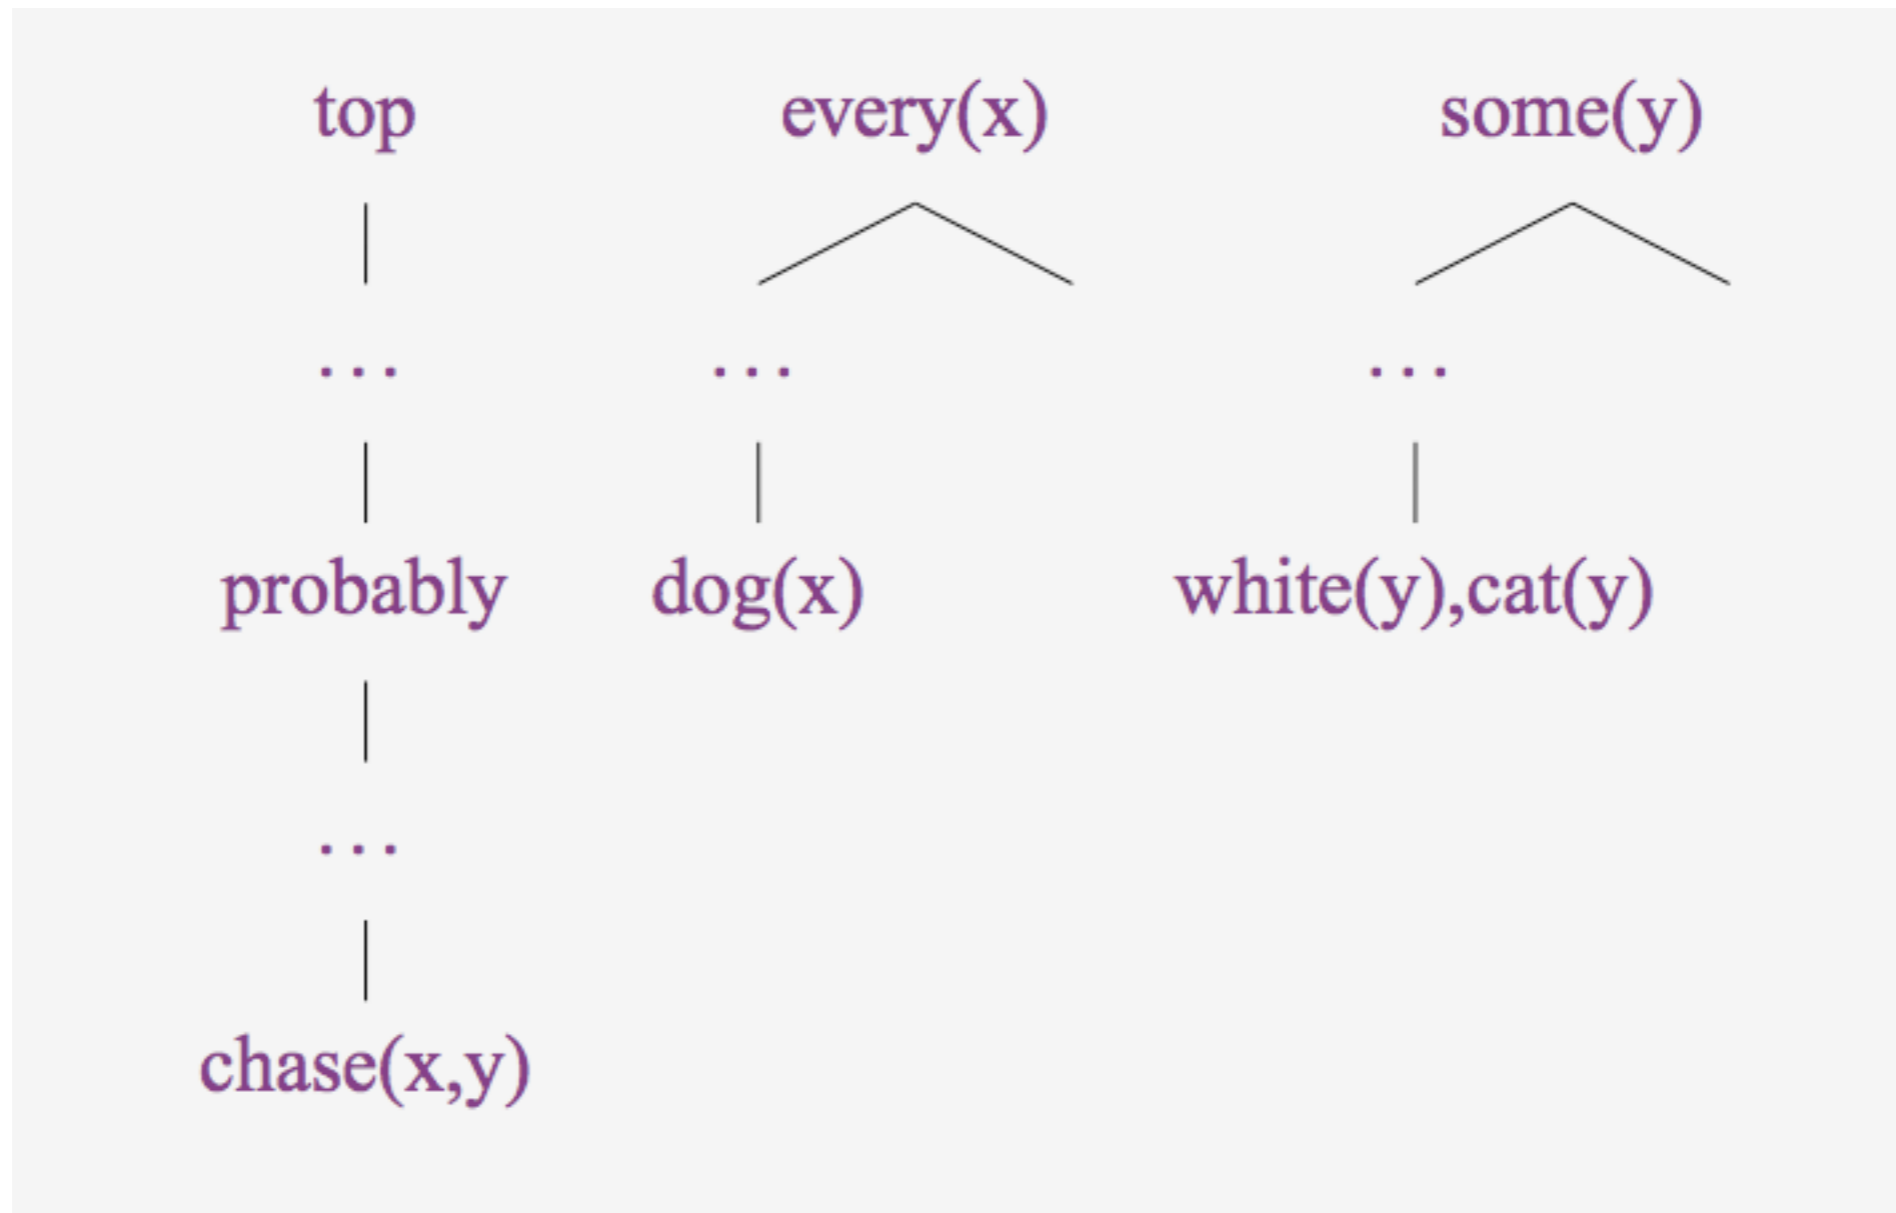 top every(x) some(y)
... ... ...
probably dog(x) white(y),cat(y)
...
chase(x,y)